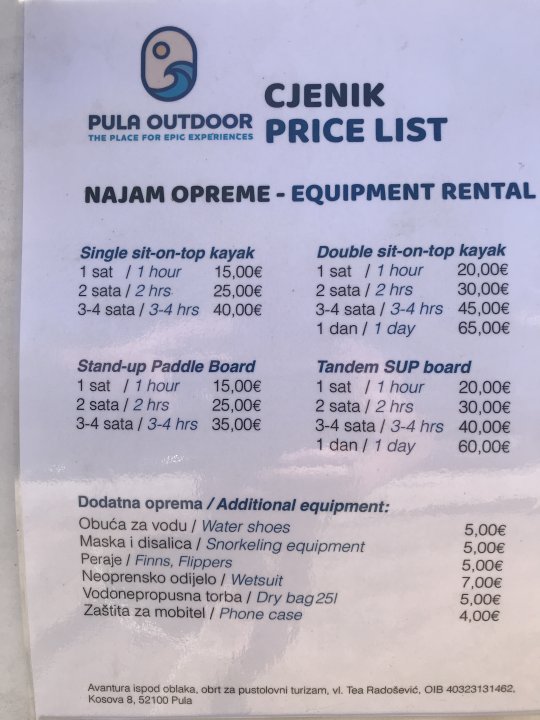 PULA OUTDOOR
THE PLACE FOR EPIC EXPERIENCES
CJENIK
PRICE LIST
NAJAM OPREME - EQUIPMENT RENTAL
Single sit-on-top kayak
1 sat / 1 hour 15,00€
2 sata / 2 hrs 25,00€
3-4 sata / 3-4 hrs 40,00€
Double sit-on-top kayak
1 sat / 1 hour 20,00€
2 sata / 2 hrs 30,00€
3-4 sata / 3-4 hrs 45,00€
1 dan / 1 day 65,00€
Stand-up Paddle Board
1 sat / 1 hour 15,00€
2 sata / 2 hrs 25,00€
3-4 sata / 3-4 hrs 35,00€
Tandem SUP board
1 sat / 1 hour 20,00€
2 sata / 2 hrs 30,00€
3-4 sata / 3-4 hrs 40,00€
1 dan / 1 day 60,00€
Dodatna oprema / Additional equipment:
Obuća za vodu / Water shoes 5,00€
Maska i disalica / Snorkeling equipment 5,00€
Peraje / Finns, Flippers 5,00€
Neoprensko odijelo / Wetsuit 7,00€
Vodonepropusna torba / Dry bag 25l 5,00€
Zaštita za mobitel / Phone case 4,00€
Avantura ispod oblaka, obrt za pustolovni turizam, vl. Tea Radošević, OIB 40323131462,
Kosova 8, 52100 Pula